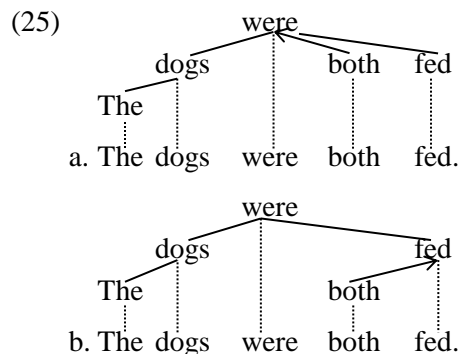 (25) were
dogs both fed
The
a. The dogs were both fed.
were
dogs fed
The both
b. The dogs were both fed.